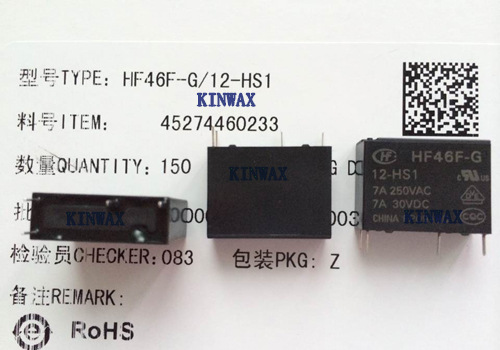 型号TYPE: HF46F-G/12-HS1
KINWAX
料号ITEM: 45274460233
数量QUANTITY: 150
HF46F-G
12-HS1
7A 250VAC
7A 30VDC
CHINA
CQC
KINWAX
KINWAX
KINWAX
批
003
检验员CHECKER: 083
包装PKG: Z
备注REMARK:
e RoHS